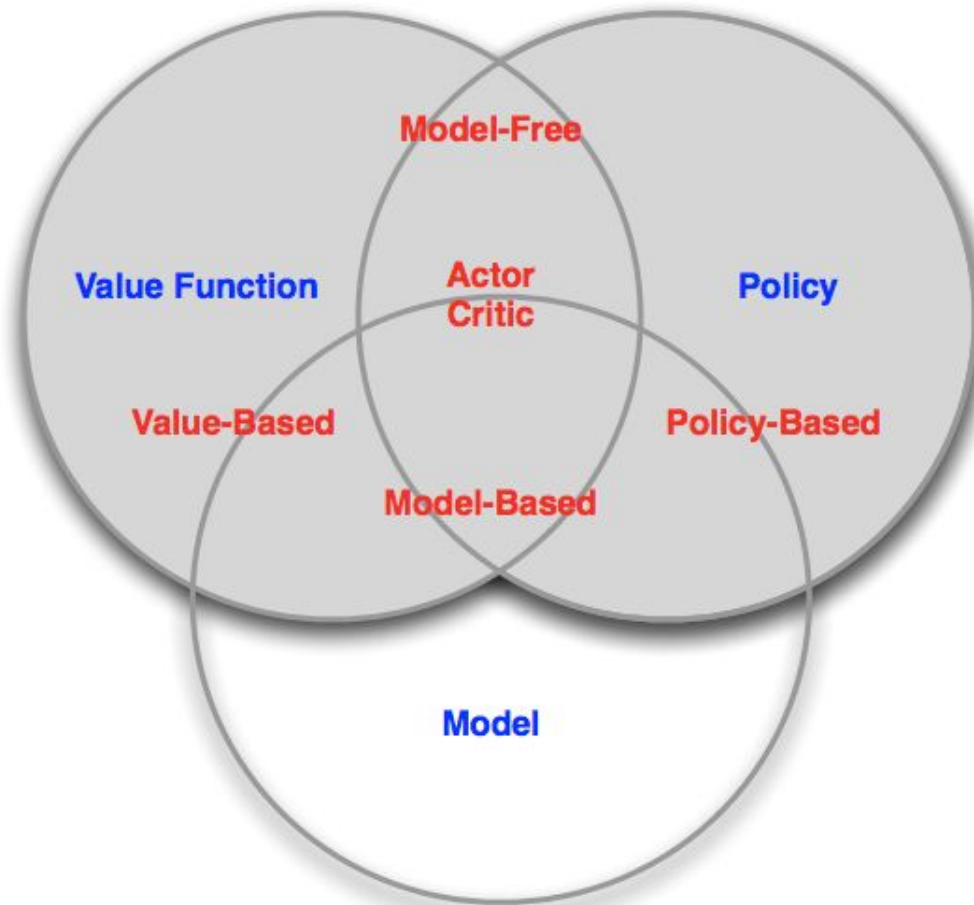 Model-Free
Actor
Critic
Value Function
Policy
Value-Based
Policy-Based
Model-Based
Model